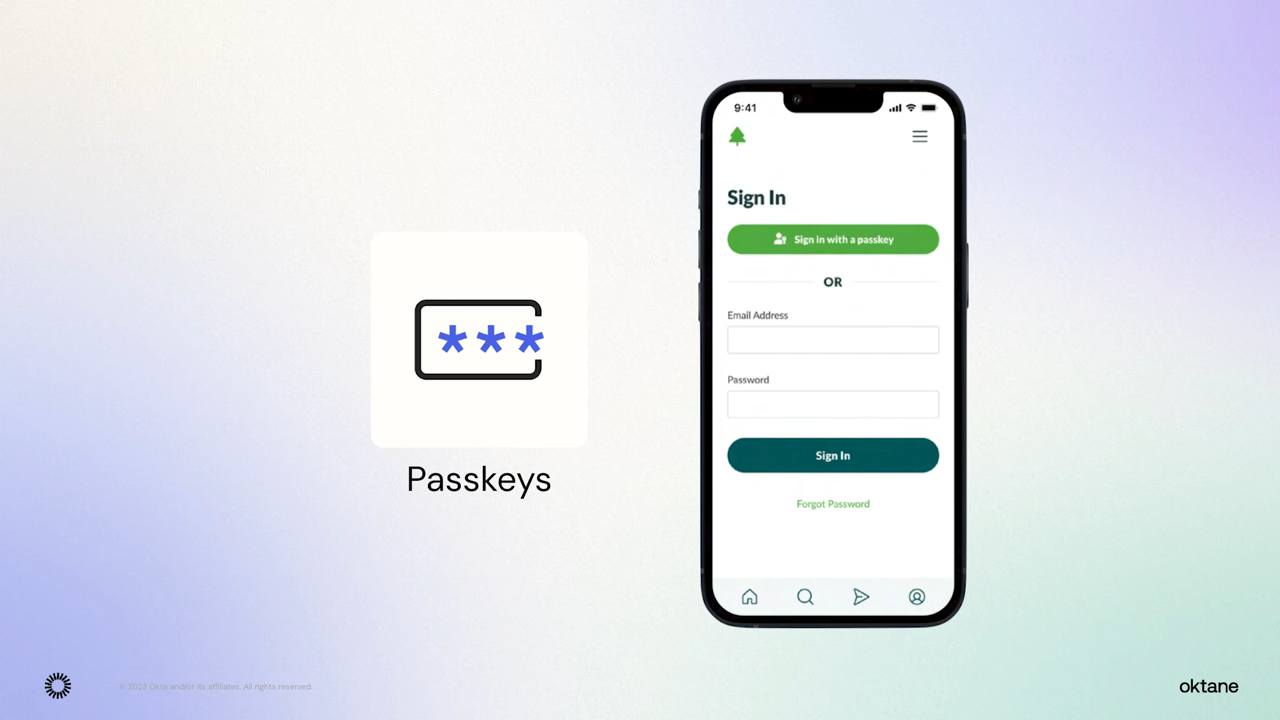 ***
Passkeys
9:41
Sign In
Sign in with a passkey
OR
Email Address
Password
Sign In
Forgot Password
© 2023 Okta and/or its affiliates. All rights reserved.
oktane